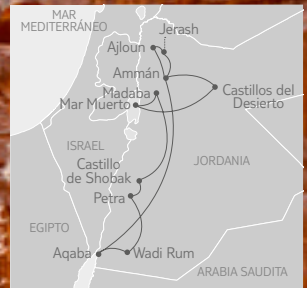 MAR
MEDITERRÁNEO
Jerash
Ajloun
Ammán
Madaba
Mar Muerto
Castillos del
Desierto
ISRAEL
Castillo
de Shobak
JORDANIA
Petra
EGIPTO
Aqaba
Wadi Rum
ARABIA SAUDITA